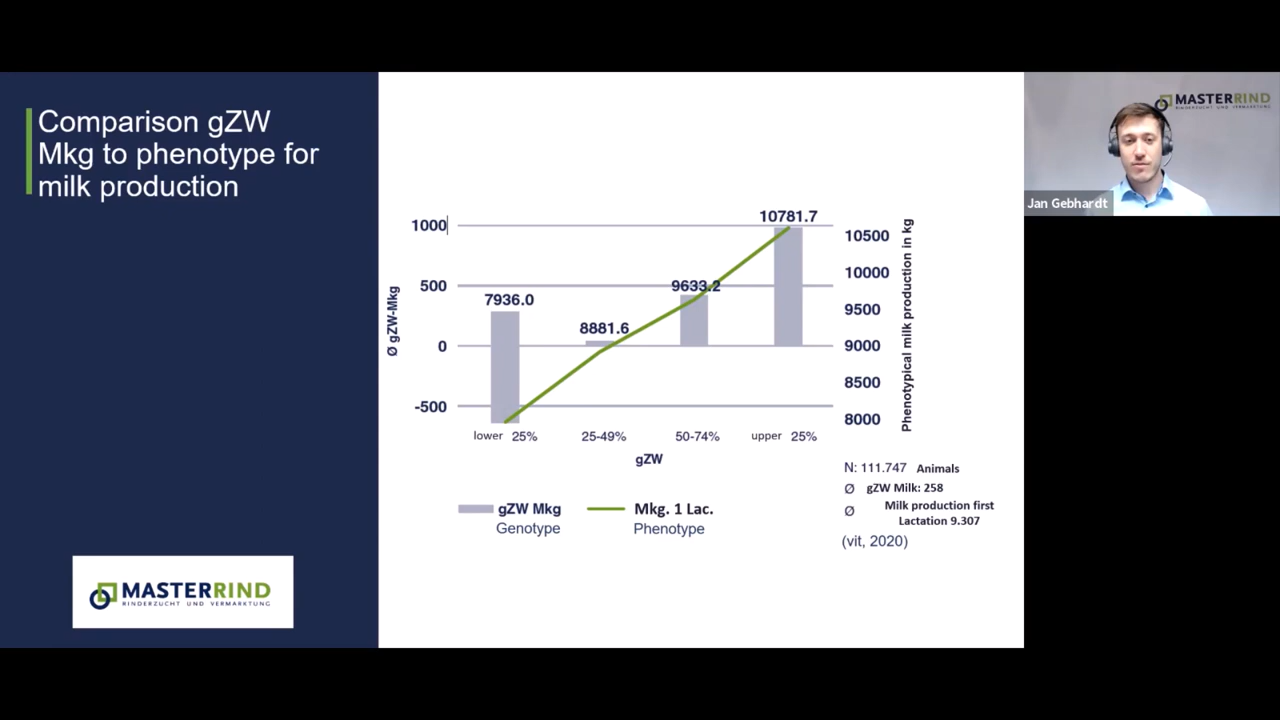 Comparison gZW
Mkg to phenotype for
milk production
MASTERRIND
RINDERZUCHT UND VERMARKTUNG
1000
500
0
-500
Ø gZW-Mkg
7936.0
8881.6
9633.2
10781.7
10500
10000
9500
9000
8500
8000
Phenotypical milk production in kg
lower 25%
25-49%
50-74%
upper 25%
gZW
gZW Mkg
Genotype
Mkg. 1 Lac.
Phenotype
N: 111.747 Animals
Ø gZW Milk: 258
Ø Milk production first
Lactation 9.307
(vit, 2020)
MASTERRIND
RINDERZUCHT UND VERMARKTUNG
Jan Gebhardt